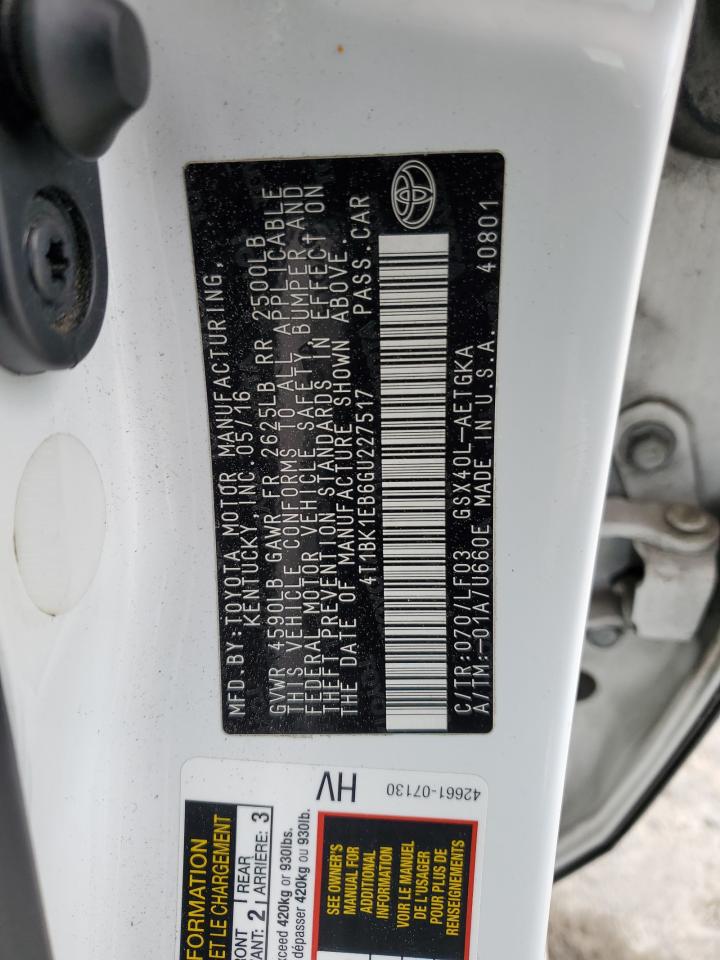 MFD.BY:TOYOTA MOTOR MANUFACTURING,
KENTUCKY, INC. 05/16
GVWR 4590LB GAWR FR 2625LB RR 2500LB
THIS VEHICLE CONFORMS TO ALL APPLICABLE
FEDERAL MOTOR VEHICLE SAFETY, BUMPER, AND
THEFT PREVENTION STANDARDS IN EFFECT ON
THE DATE OF MANUFACTURE SHOWN ABOVE.
4T1BK1EB6GU227517 PASS.CAR
C/TR:070/LF03 GSX40L-AETGKA
A/TM:-01A/U660E MADE IN U.S.A. 40801
HV
42661-07130
FORMATION
ET LE CHARGEMENT
RONT
ANT: 2
REAR
ARRIÈRE: 3
xceed 420kg or 930lbs.
dépasser 420kg ou 930lb.
SEE OWNER'S
MANUAL FOR
ADDITIONAL
INFORMATION
VOIR LE MANUEL
DE L'USAGER
POUR PLUS DE
RENSEIGNEMENTS